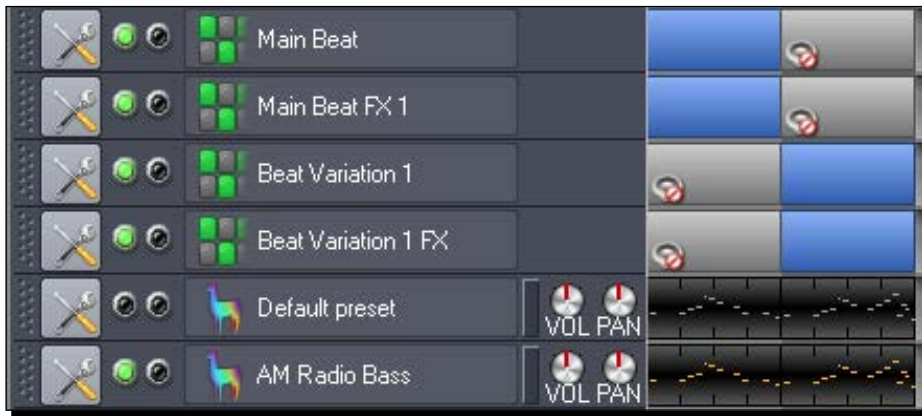 Main Beat
Main Beat FX 1
Beat Variation 1
Beat Variation 1 FX
Default preset
VOL PAN
AM Radio Bass
VOL PAN